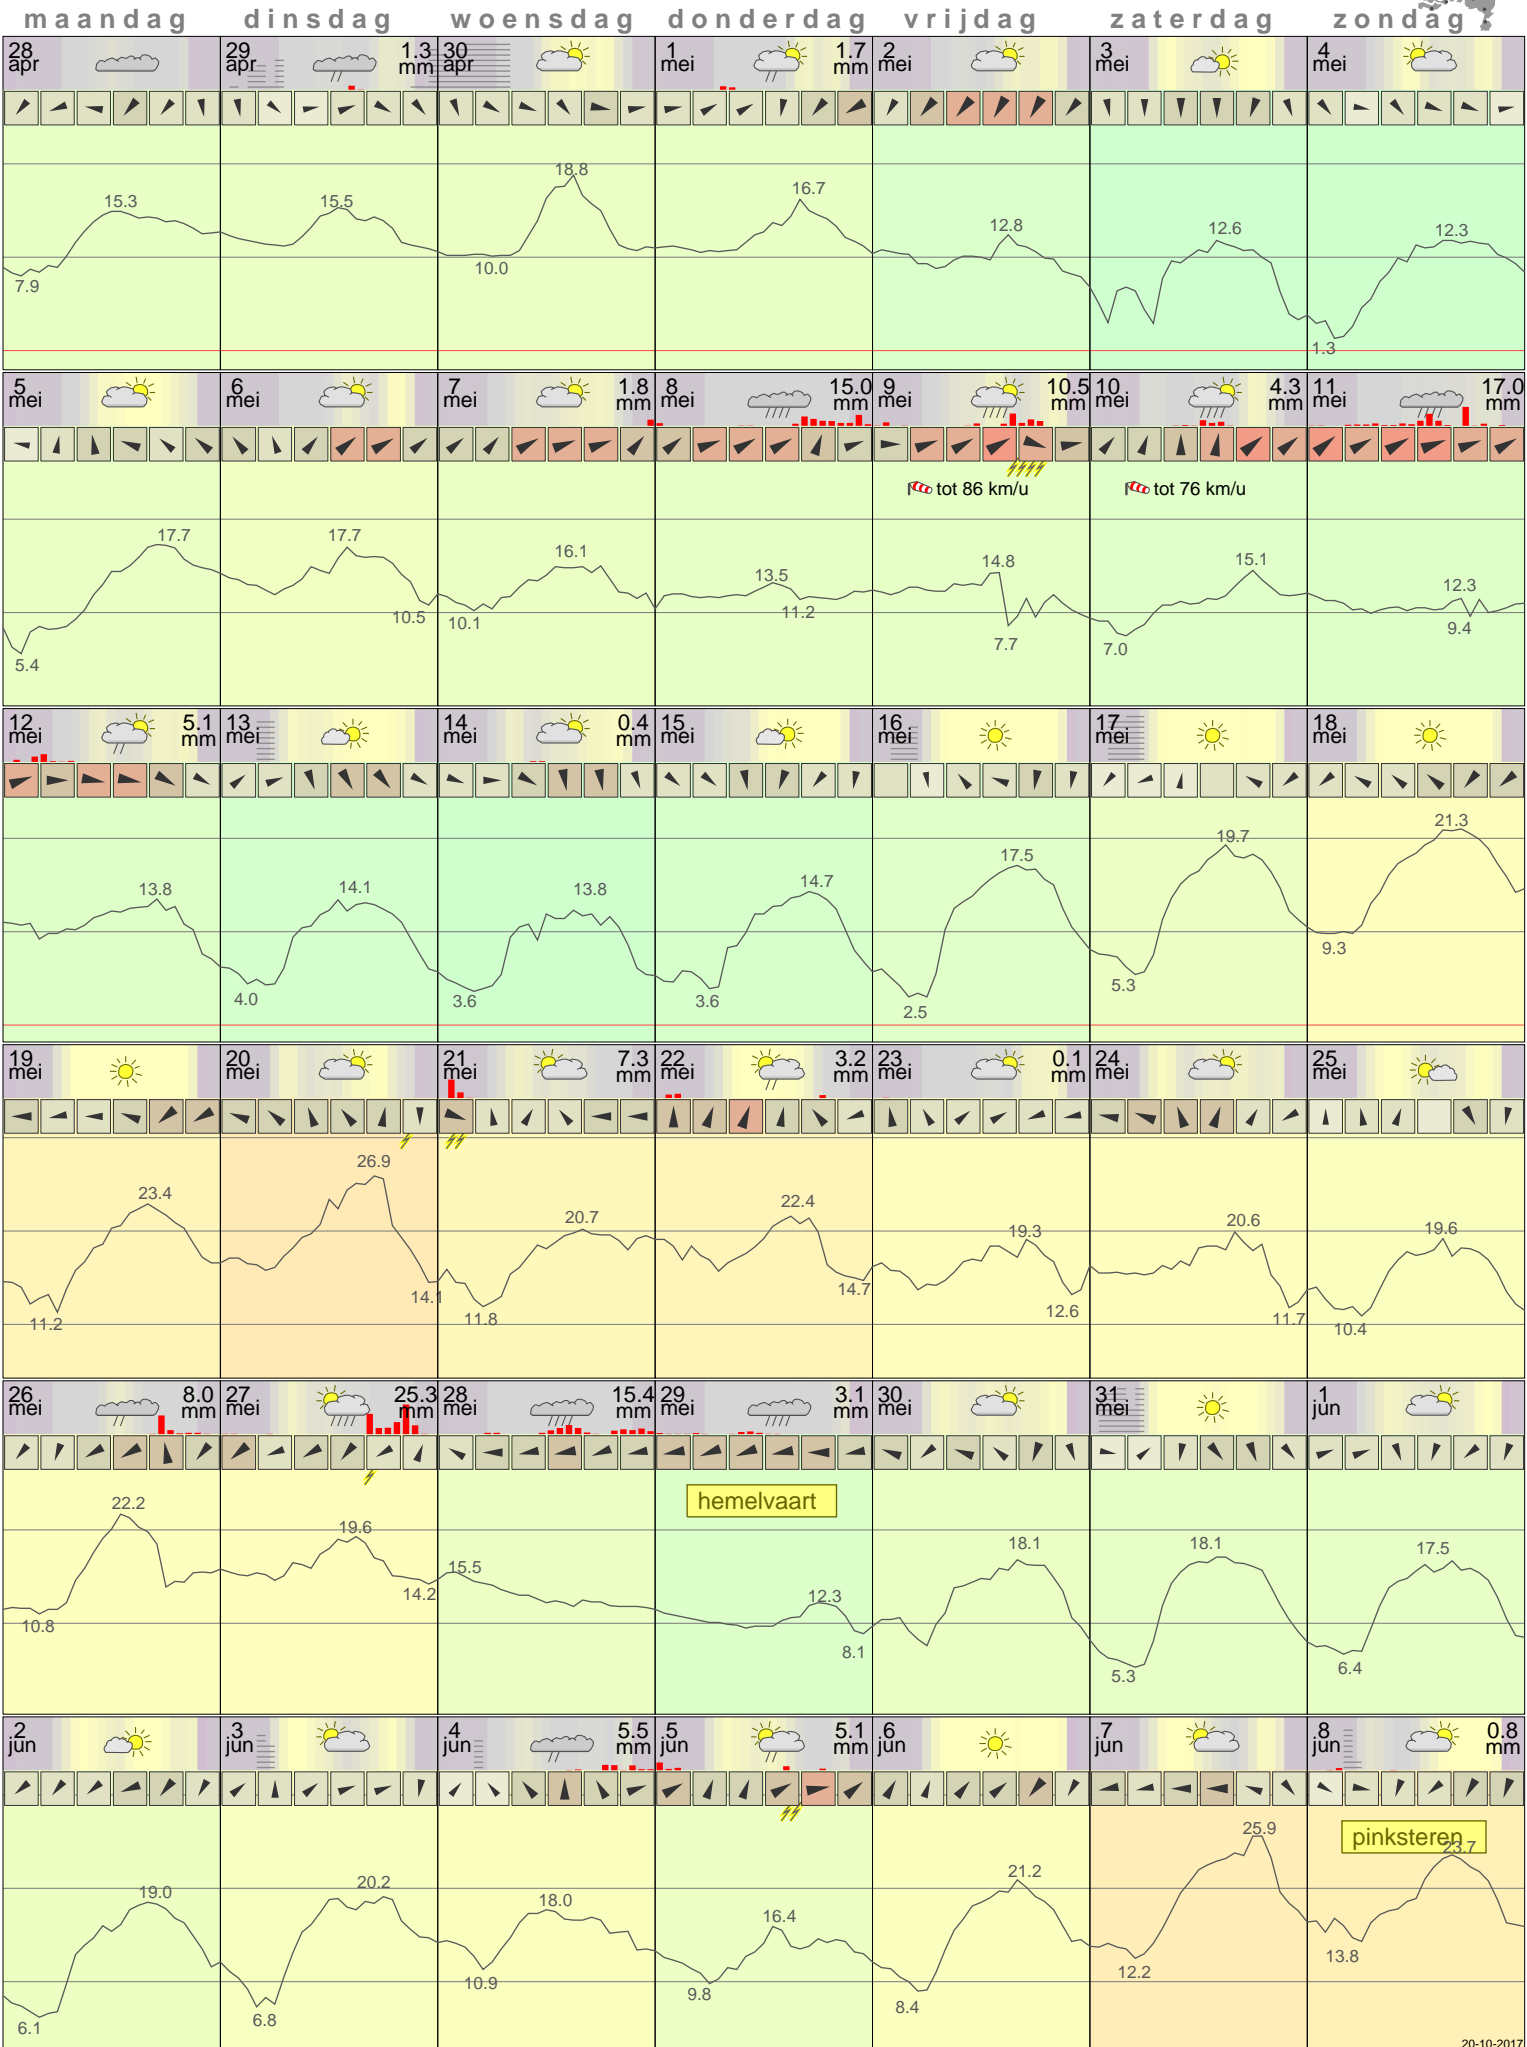 maandag dinsdag woensdag donderdag vrijdag zaterdag zondag
28 29 1.3 30 1 1.7 2 3 4
apr apr mm apr mei mm mei mei mei
15.3 15.5 18.8 16.7 12.8 12.6 12.3
7.9 10.0 1.3
5 6 7 1.8 8 15.0 9 10.5 10 4.3 11 17.0
mei mei mei mm mei mm mei mm mei mm mei mm
tot 86 km/u tot 76 km/u
17.7 17.7 16.1 13.5 14.8 15.1 12.3
5.4 10.5 10.1 11.2 7.7 7.0 9.4
12 5.1 13 14 0.4 15 16 17 18
mei mm mei mei mm mei mei mei mei
13.8 14.1 13.8 14.7 17.5 19.7 21.3
4.0 3.6 3.6 2.5 5.3 9.3
19 20 21 7.3 22 3.2 23 0.1 24 25
mei mei mei mm mei mm mei mm mei mei
23.4 26.9 20.7 22.4 19.3 20.6 19.6
11.2 14.1 11.8 14.7 12.6 11.7 10.4
26 8.0 27 25.3 28 15.4 29 3.1 30 31 1
mei mm mei mm mei mm mei mm mei mei jun
hemelvaart
22.2 19.6 15.5 12.3 18.1 18.1 17.5
10.8 14.2 8.1 5.3 6.4
2 3 4 5.5 5 5.1 6 7 8 0.8
jun jun jun mm jun mm jun jun jun mm
pinksteren
19.0 20.2 18.0 16.4 21.2 25.9 23.7
6.1 6.8 10.9 9.8 8.4 12.2 13.8
20-10-2017